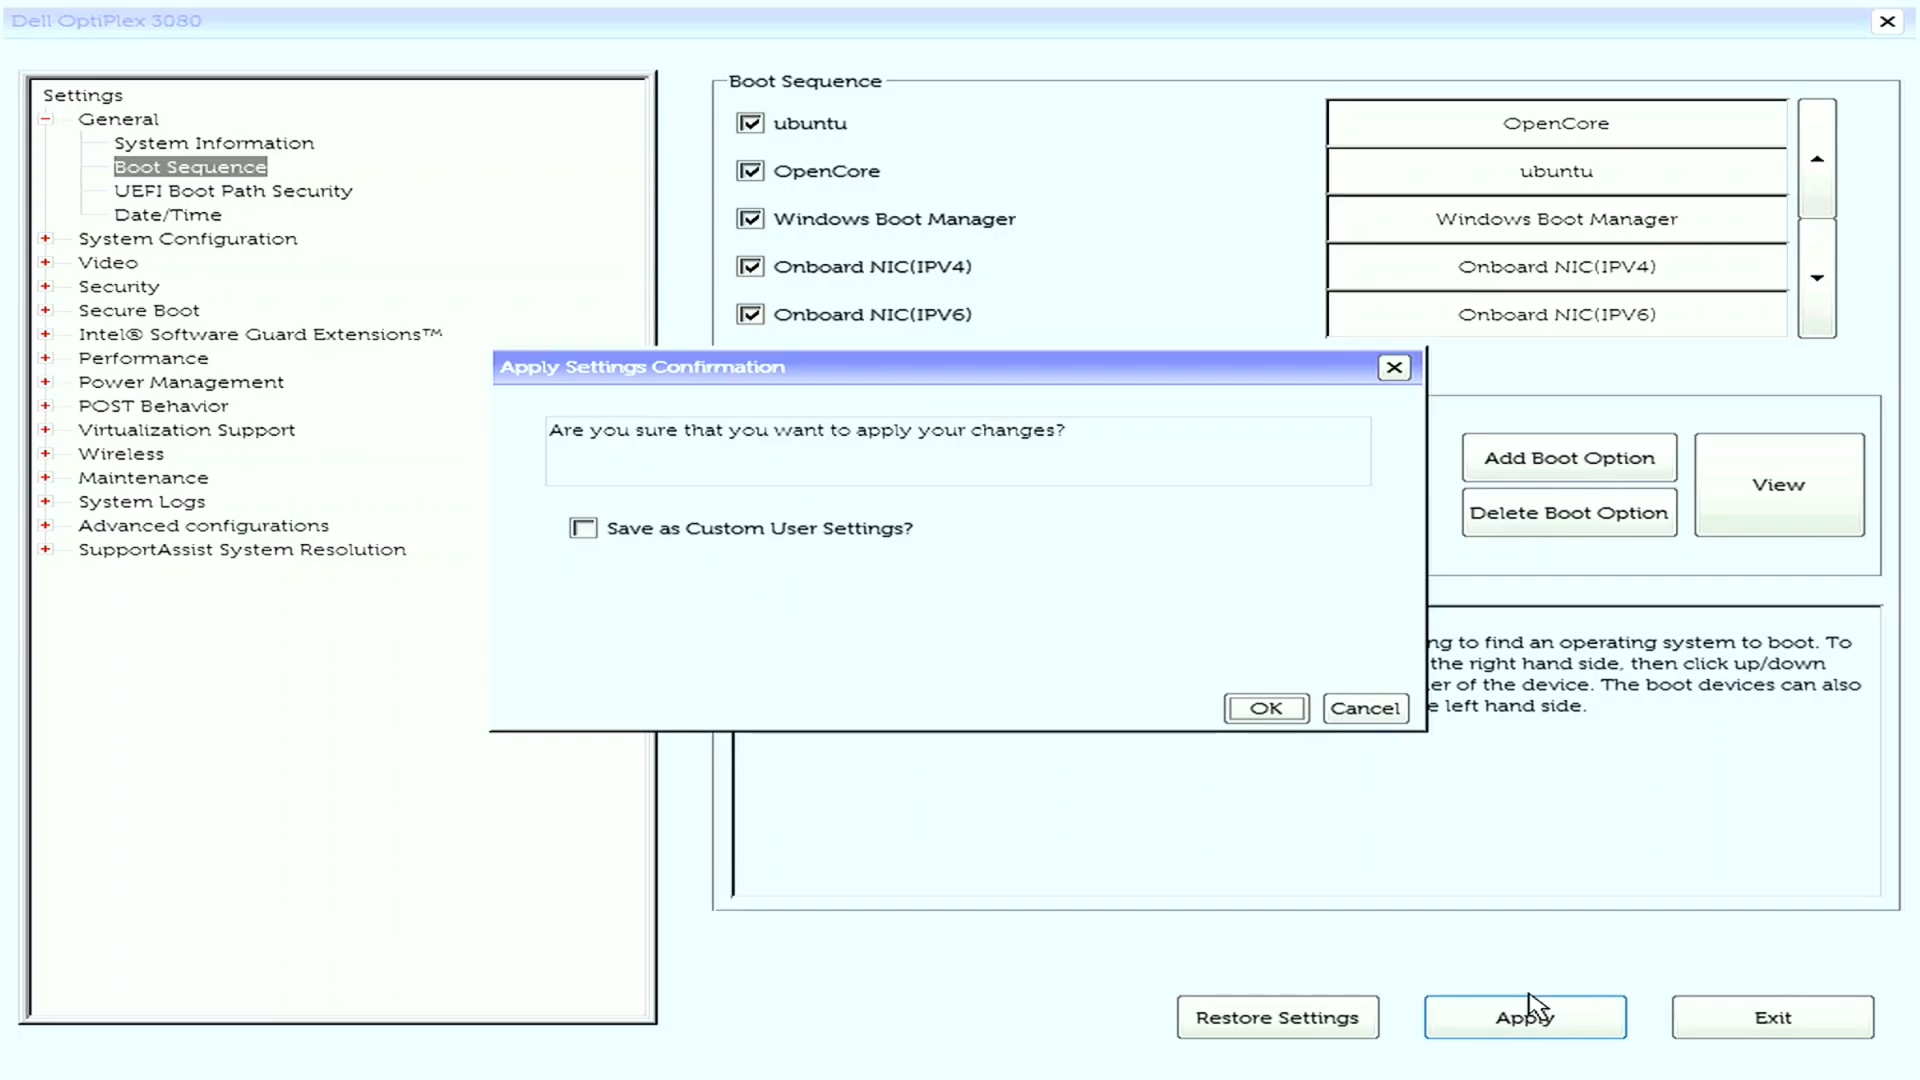 Dell OptiPlex 3080
Settings
General
System Information
Boot Sequence
UEFI Boot Path Security
Date/Time
System Configuration
Video
Security
Secure Boot
Intel® Software Guard Extensions™
Performance
Power Management
POST Behavior
Virtualization Support
Wireless
Maintenance
System Logs
Advanced configurations
SupportAssist System Resolution
Boot Sequence
ubuntu
OpenCore
Windows Boot Manager
Onboard NIC(IPV4)
Onboard NIC(IPV6)
OpenCore
ubuntu
Windows Boot Manager
Onboard NIC(IPV4)
Onboard NIC(IPV6)
Apply Settings Confirmation
Are you sure that you want to apply your changes?
Save as Custom User Settings?
OK
Cancel
Add Boot Option
Delete Boot Option
View
to find an operating system to boot. To
the right hand side, then click up/down
of the device. The boot devices can also
left hand side.
Restore Settings
Apply
Exit